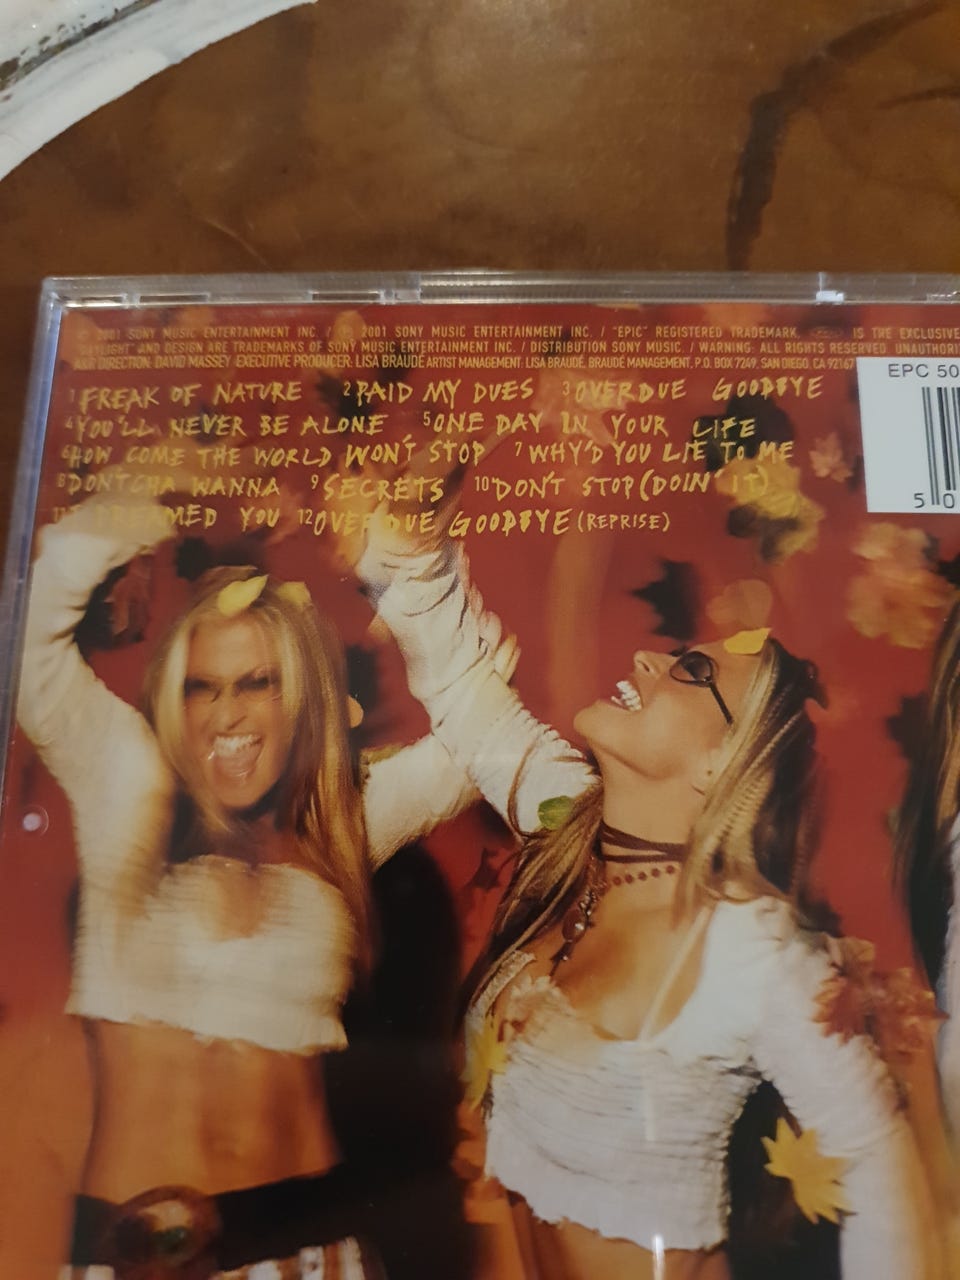 © 2001 SONY MUSIC ENTERTAINMENT INC. / ℗ 2001 SONY MUSIC ENTERTAINMENT INC. / "EPIC" REGISTERED TRADEMARK. IS THE EXCLUSIVE
DAYLIGHT" AND DESIGN ARE TRADEMARKS OF SONY MUSIC ENTERTAINMENT INC. / DISTRIBUTION SONY MUSIC. / WARNING: ALL RIGHTS RESERVED. UNAUTHORI
A&R DIRECTION: DAVID MASSEY EXECUTIVE PRODUCER: LISA BRAUDÉ ARTIST MANAGEMENT: LISA BRAUDÉ, BRAUDÉ MANAGEMENT, P.O. BOX 7249, SAN DIEGO, CA 92167
EPC 50
1 FREAK OF NATURE 2 PAID MY DUES 3 OVERDUE GOODBYE
4 YOU'LL NEVER BE ALONE 5 ONE DAY IN YOUR LIFE
6 HOW COME THE WORLD WON'T STOP 7 WHY'D YOU LIE TO ME
8 DON'TCHA WANNA 9 SECRETS 10 DON'T STOP (DOIN' IT)
11 I DREAMED YOU 12 OVERDUE GOODBYE (REPRISE)
5 0